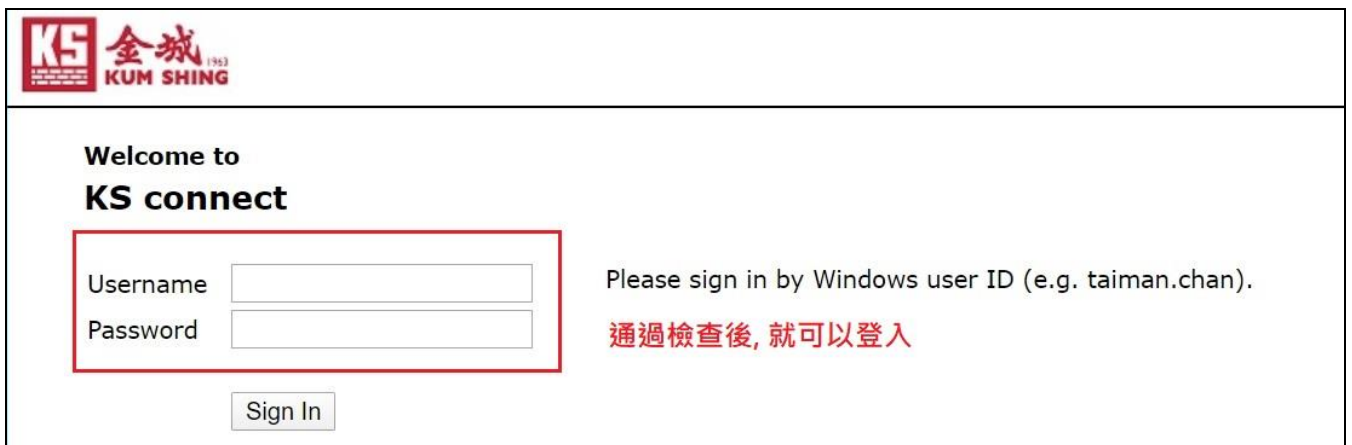 KS 金城 1963
KUM SHING
Welcome to
KS connect
Username
Please sign in by Windows user ID (e.g. taiman.chan).
Password
通過檢查後, 就可以登入
Sign In